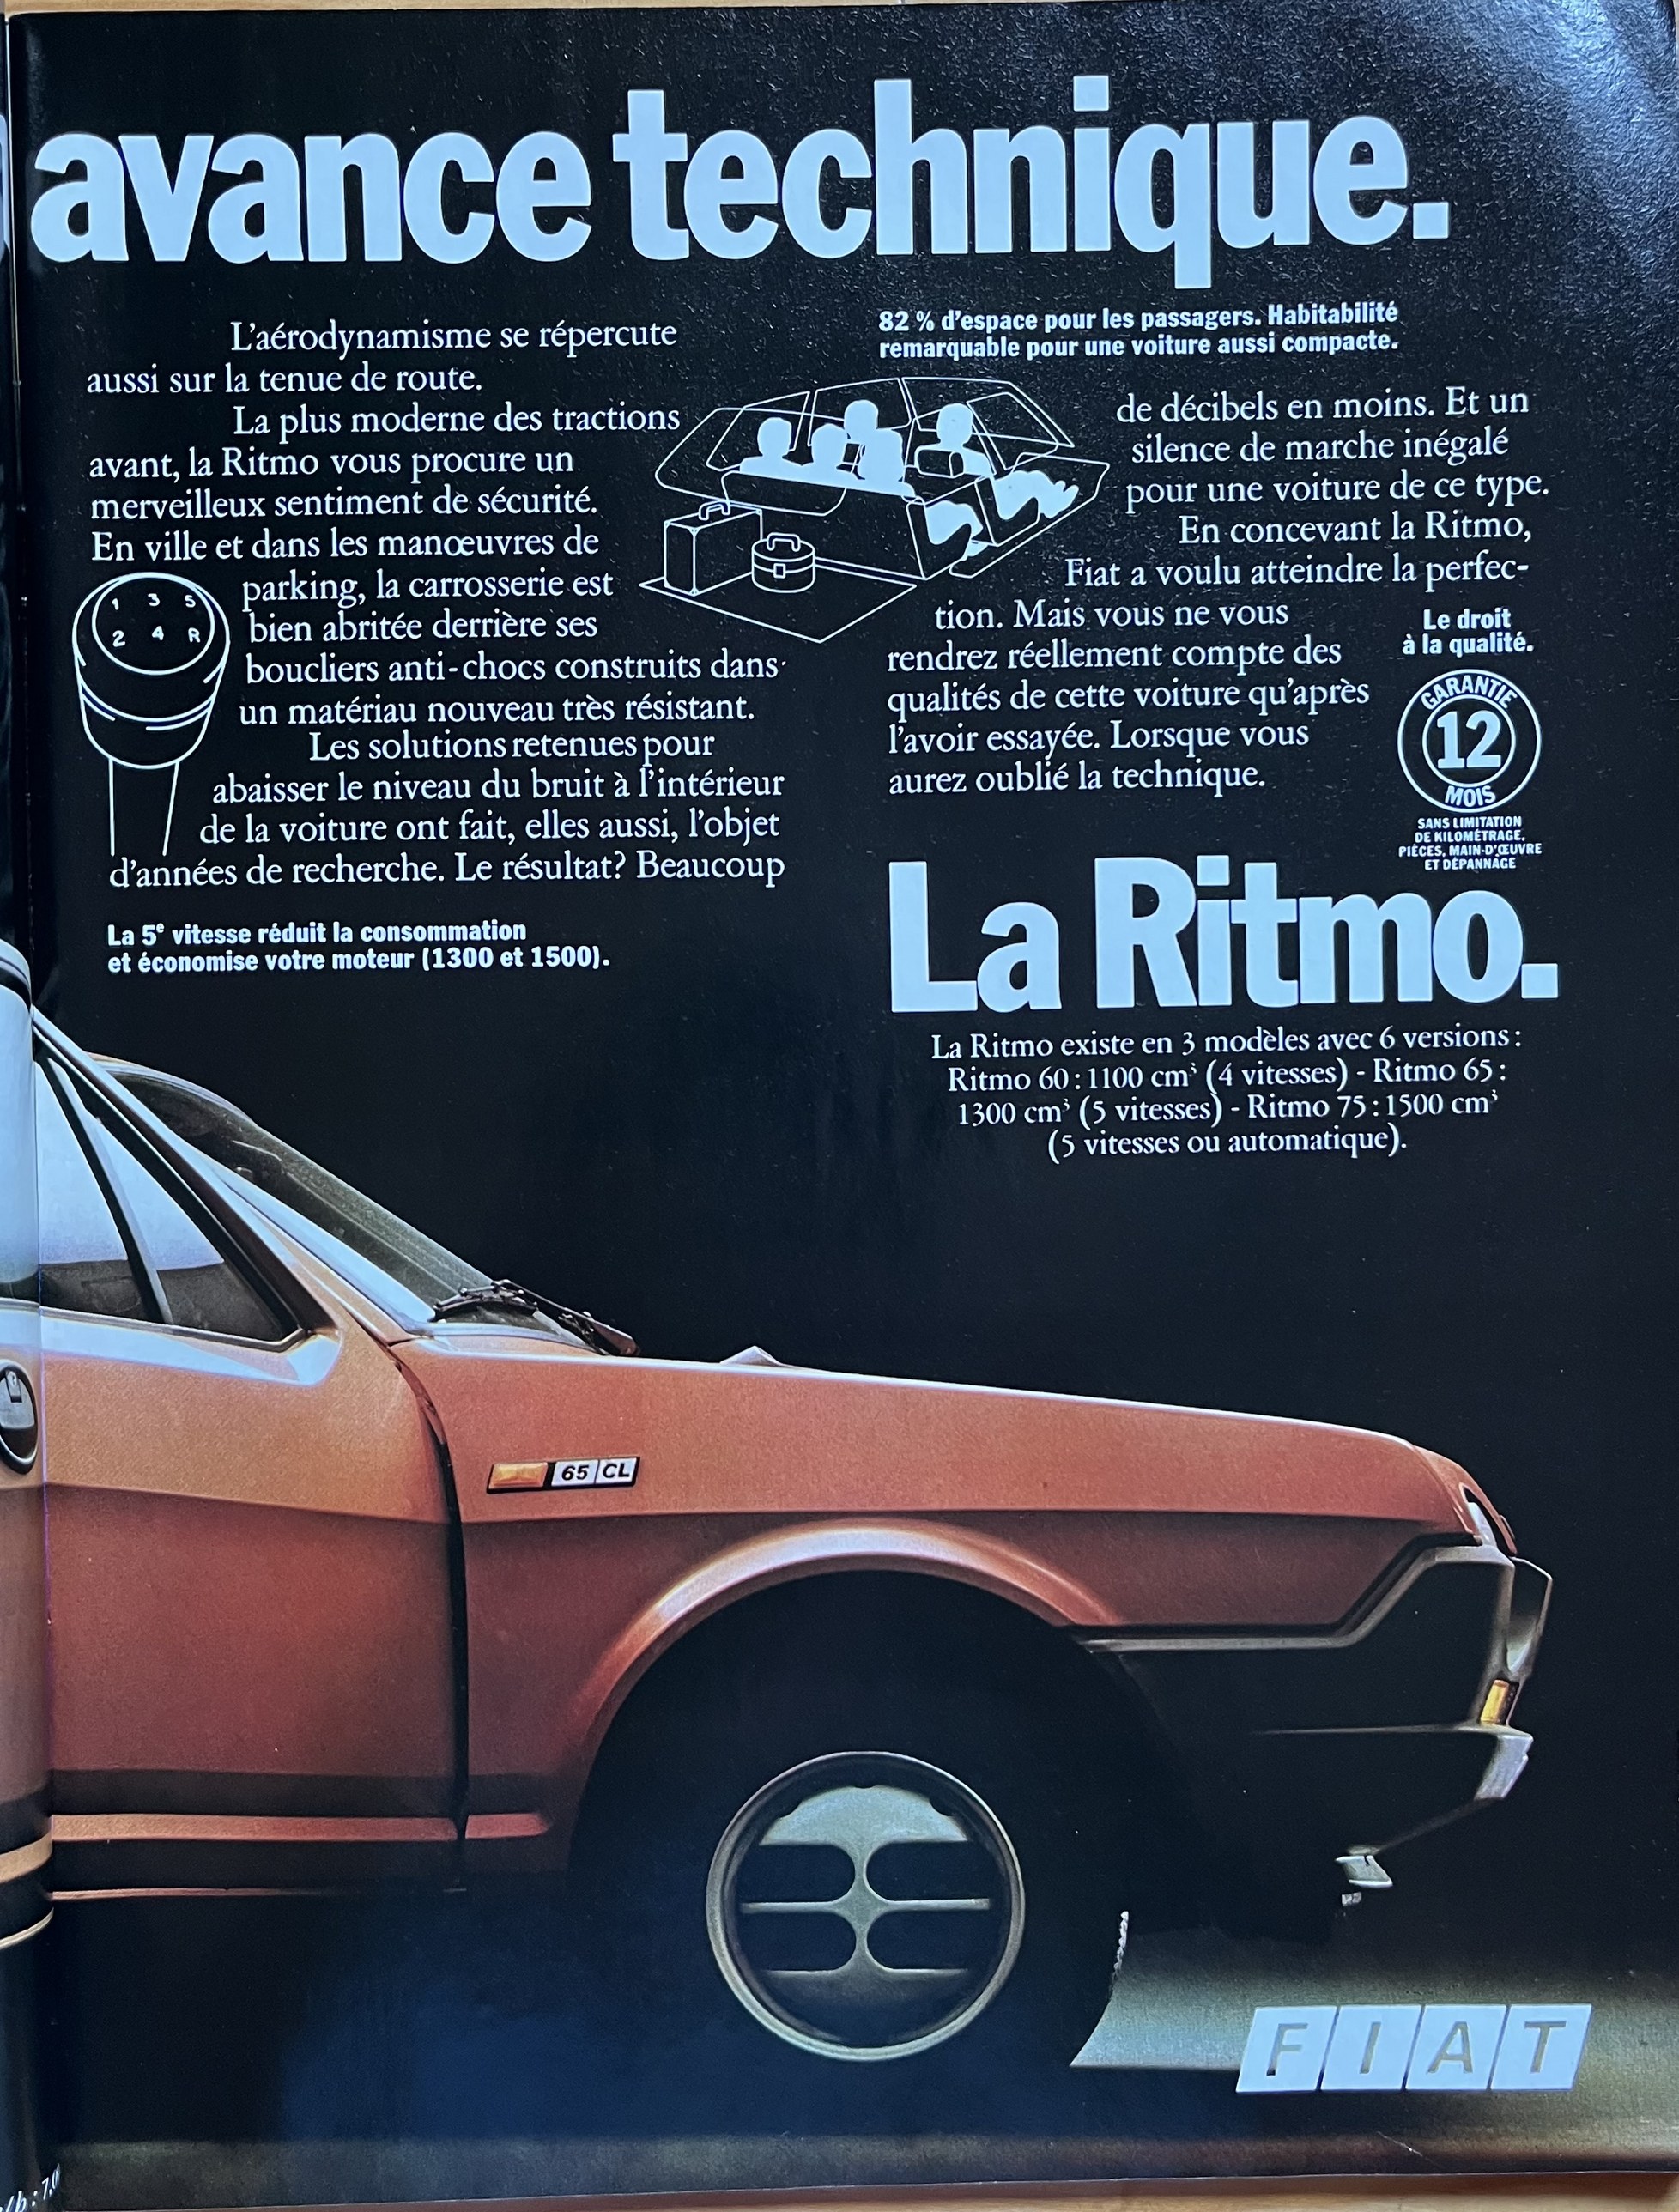 avance technique.
L'aérodynamisme se répercute
aussi sur la tenue de route.
La plus moderne des tractions
avant, la Ritmo vous procure un
merveilleux sentiment de sécurité.
En ville et dans les manœuvres de
parking, la carrosserie est
bien abritée derrière ses
boucliers anti-chocs construits dans
un matériau nouveau très résistant.
Les solutions retenues pour
abaisser le niveau du bruit à l'intérieur
de la voiture ont fait, elles aussi, l'objet
d'années de recherche. Le résultat? Beaucoup
1 3 5
2 4 R
La 5e vitesse réduit la consommation
et économise votre moteur (1300 et 1500).
82 % d'espace pour les passagers. Habitabilité
remarquable pour une voiture aussi compacte.
de décibels en moins. Et un
silence de marche inégalé
pour une voiture de ce type.
En concevant la Ritmo,
Fiat a voulu atteindre la perfec-
tion. Mais vous ne vous
rendrez réellement compte des
qualités de cette voiture qu'après
l'avoir essayée. Lorsque vous
aurez oublié la technique.
Le droit
à la qualité.
GARANTIE
12
MOIS
SANS LIMITATION
DE KILOMÉTRAGE,
PIÈCES, MAIN-D'ŒUVRE
ET DÉPANNAGE
La Ritmo.
La Ritmo existe en 3 modèles avec 6 versions:
Ritmo 60: 1100 cm³ (4 vitesses) - Ritmo 65:
1300 cm³ (5 vitesses) - Ritmo 75: 1500 cm³
(5 vitesses ou automatique).
65 CL
FIAT